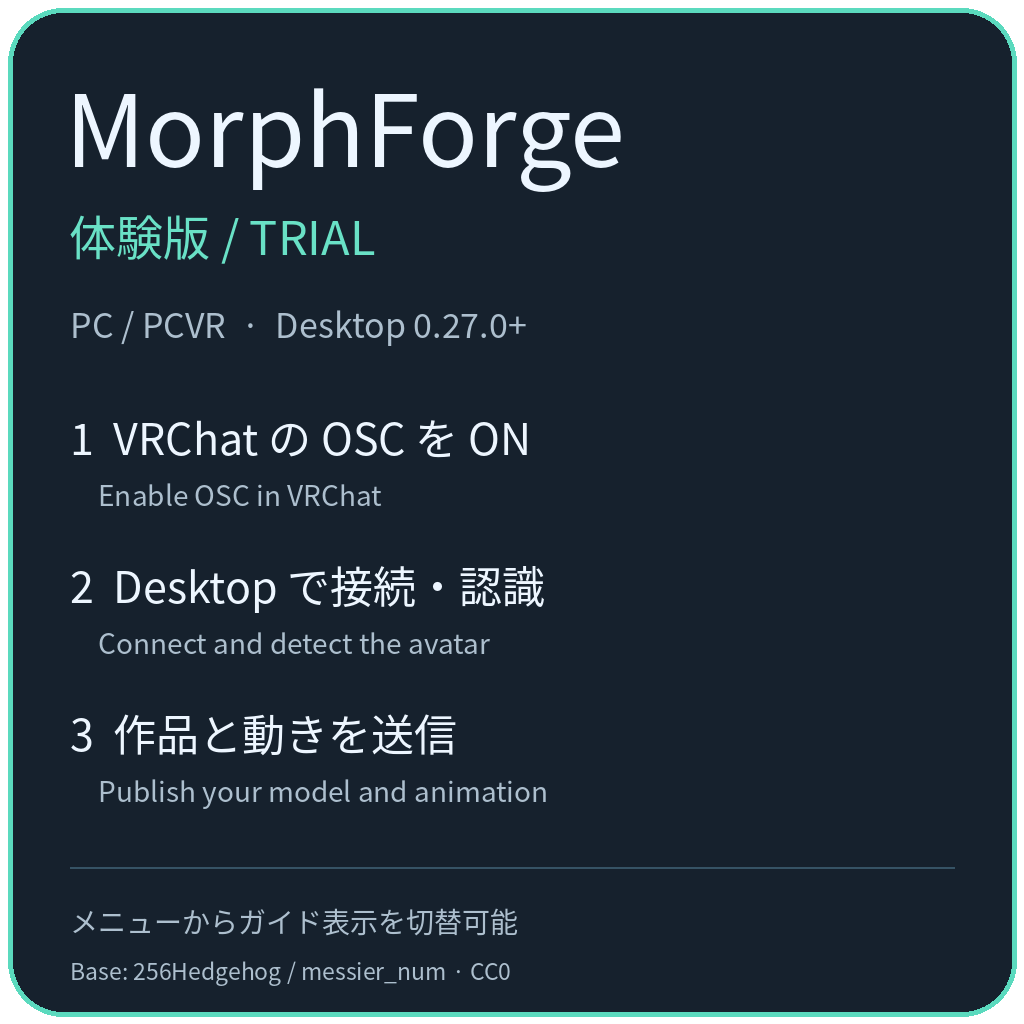 MorphForge
体験版 / TRIAL
PC / PCVR · Desktop 0.27.0+
1 VRChat の OSC を ON
Enable OSC in VRChat
2 Desktop で接続・認識
Connect and detect the avatar
3 作品と動きを送信
Publish your model and animation
メニューからガイド表示を切替可能
Base: 256Hedgehog / messier_num · CC0